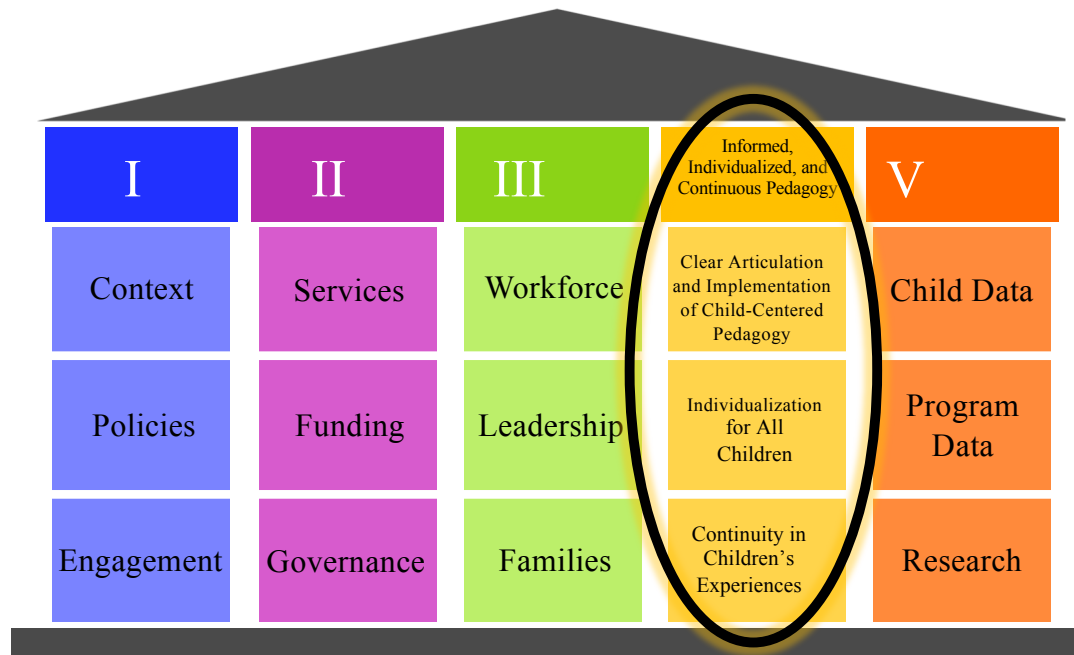 I
II
III
Informed,
Individualized, and
Continuous Pedagogy
V
Context
Services
Workforce
Clear Articulation
and Implementation
of Child-Centered
Pedagogy
Child Data
Policies
Funding
Leadership
Individualization
for All
Children
Program
Data
Engagement
Governance
Families
Continuity in
Children’s
Experiences
Research